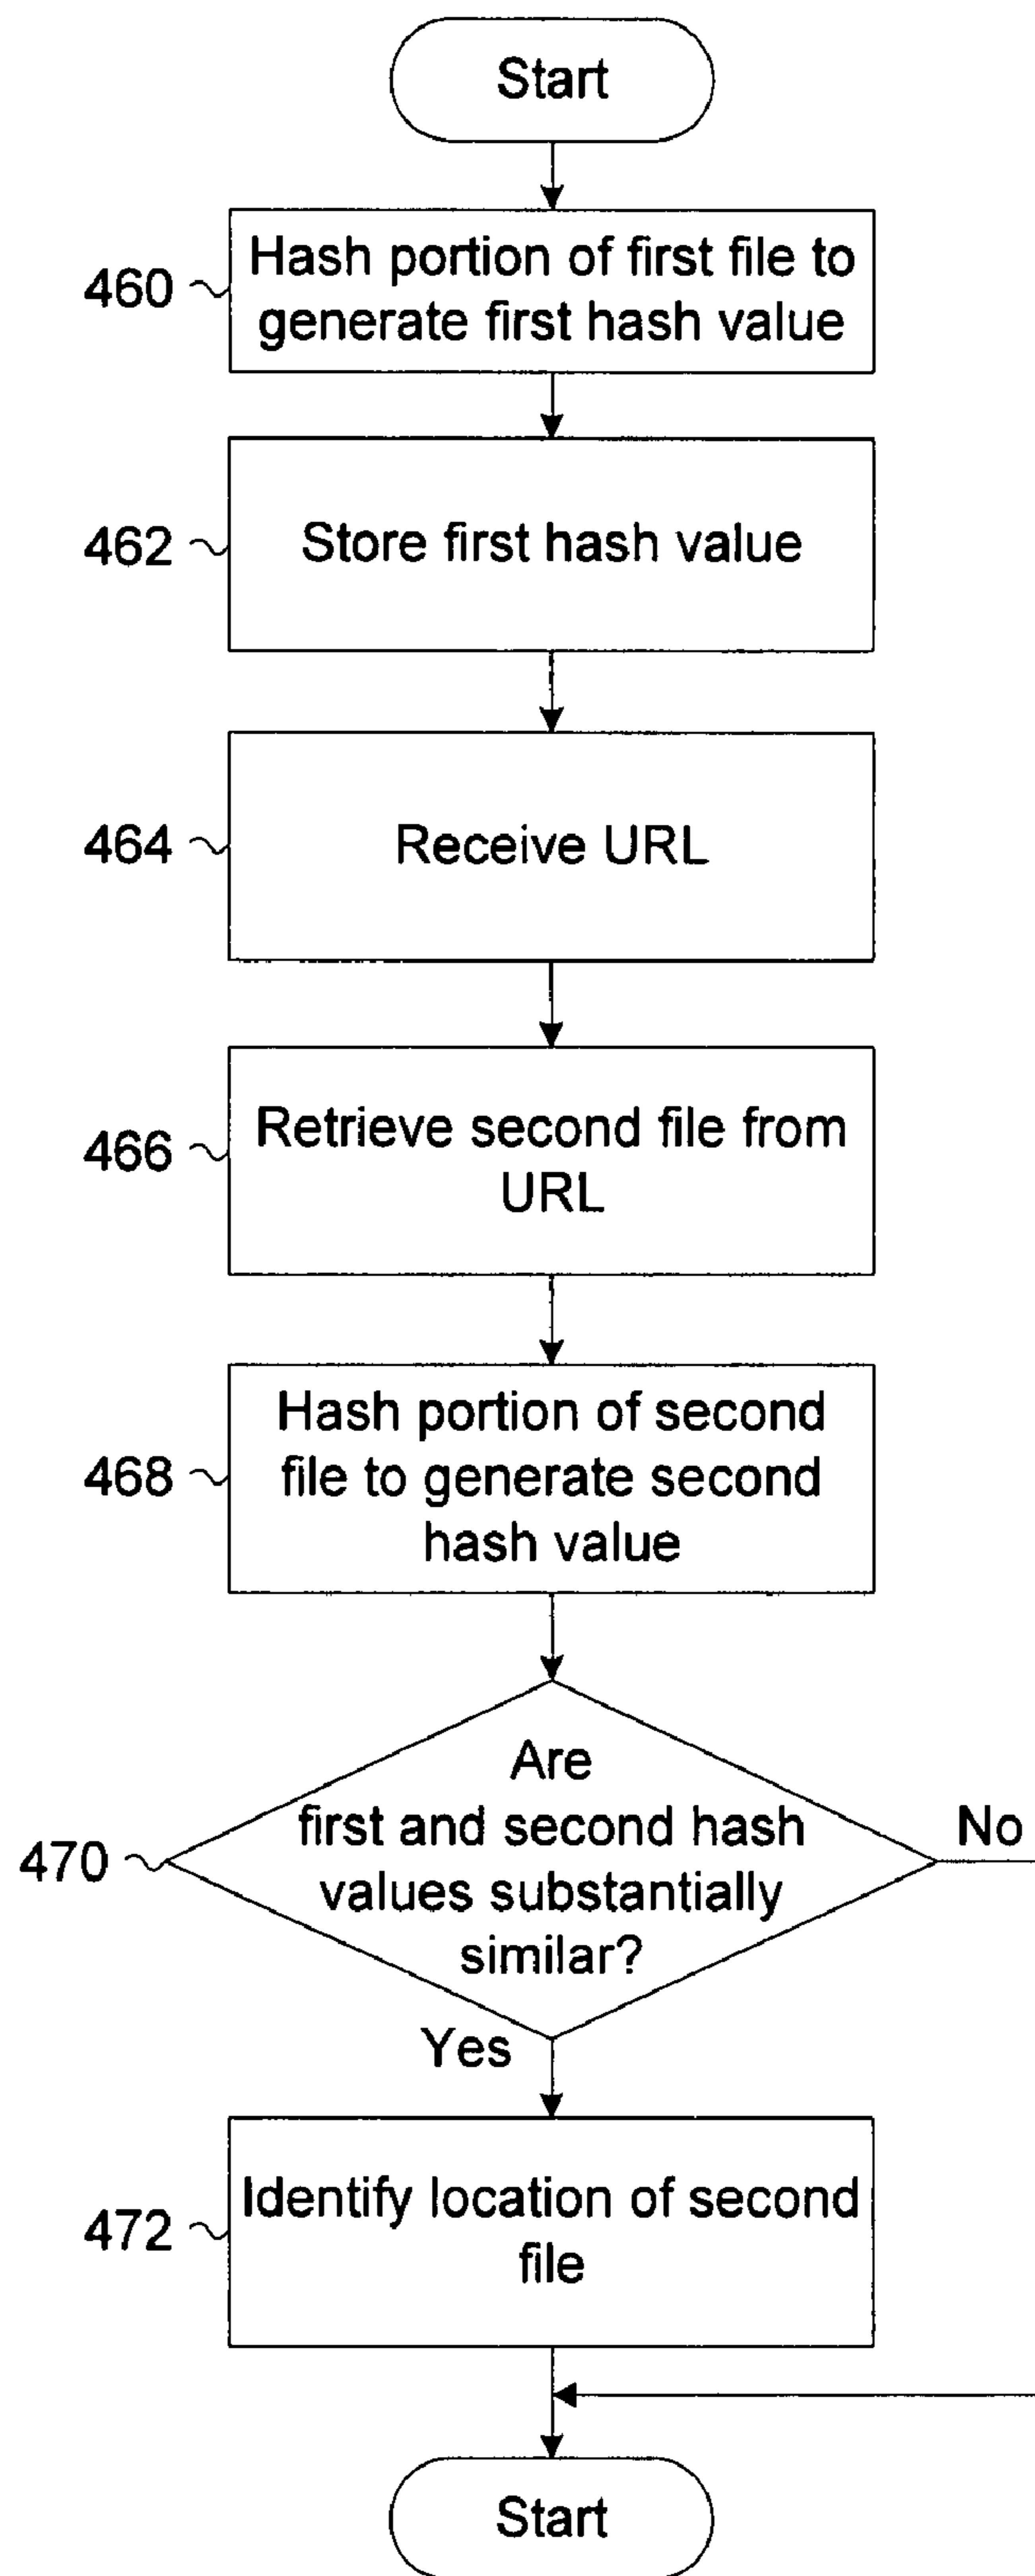 Start
460
Hash portion of first file to
generate first hash value
462
Store first hash value
464
Receive URL
466
Retrieve second file from
URL
468
Hash portion of second
file to generate second
hash value
470
Are
first and second hash
values substantially
similar?
No
Yes
472
Identify location of second
file
Start